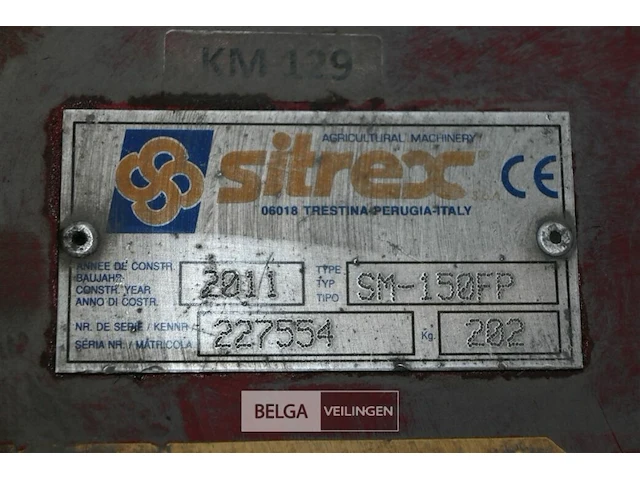 KM 129
AGRICULTURAL MACHINERY
sitrex
CE
06018 TRESTINA-PERUGIA-ITALY
ANNEE DE CONSTR.
BAUJAHR
CONSTR. YEAR
ANNO DI COSTR.
2011
TYPE
TYP
TIPO
SM-150FP
NR. DE SERIE / KENNR
SÉRIA NR. / MATRICOLA
227554
Kg.
202
BELGA VEILINGEN